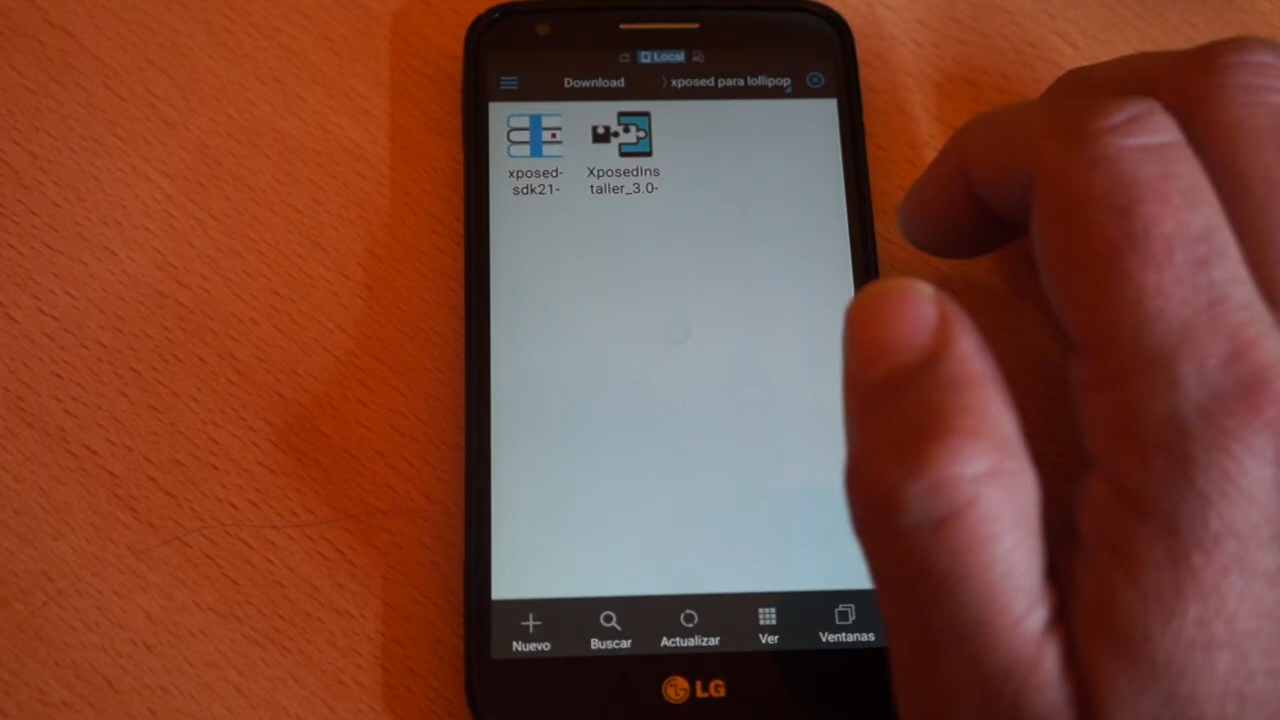 Local
Download
xposed para lollipop
xposed-
sdk21-
XposedIns
taller_3.0-
Nuevo
Buscar
Actualizar
Ver
Ventanas
LG